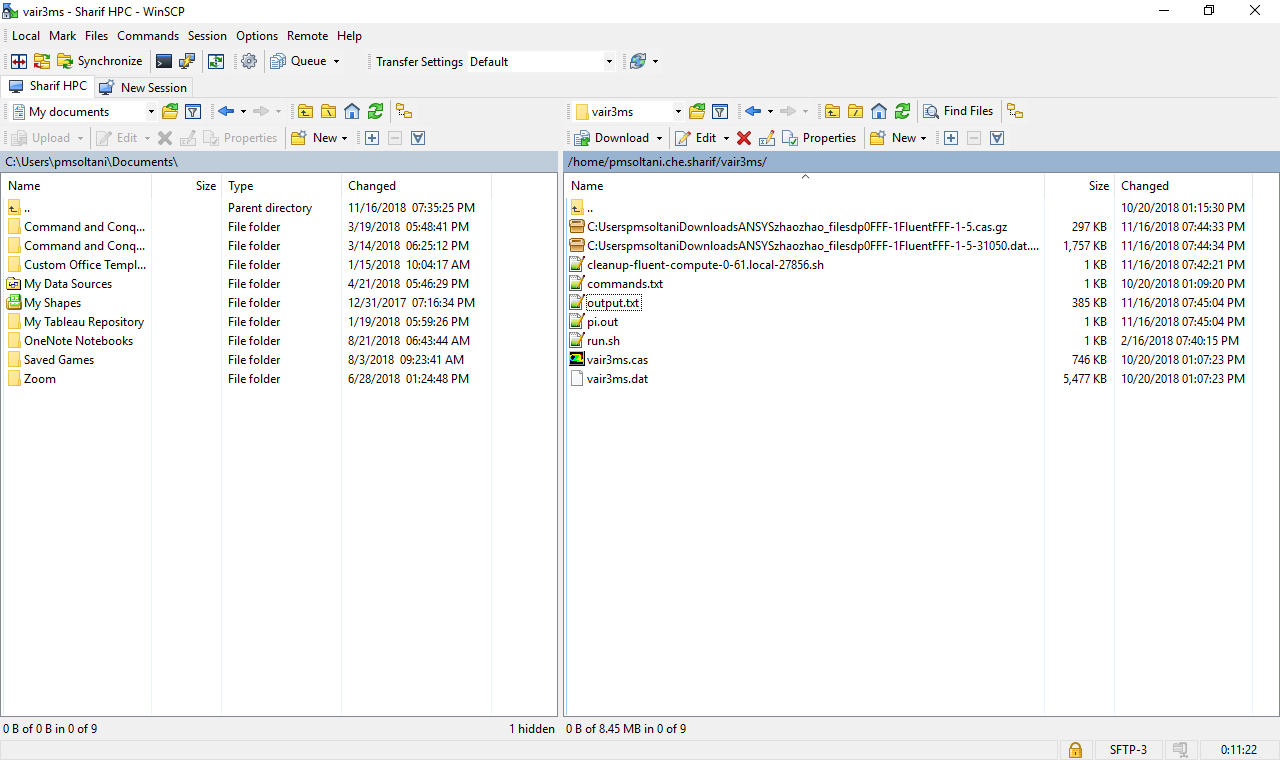 vair3ms - Sharif HPC - WinSCP
Local Mark Files Commands Session Options Remote Help
Synchronize Queue Transfer Settings Default
Sharif HPC New Session
My documents
Upload Edit Properties New
C:\Users\pmsoltani\Documents\
Name Size Type Changed
.. Parent directory 11/16/2018 07:35:25 PM
Command and Conq... File folder 3/19/2018 05:48:41 PM
Command and Conq... File folder 3/14/2018 06:25:12 PM
Custom Office Templ... File folder 1/15/2018 10:04:17 AM
My Data Sources File folder 4/21/2018 05:46:29 PM
My Shapes File folder 12/31/2017 07:16:34 PM
My Tableau Repository File folder 1/19/2018 05:59:26 PM
OneNote Notebooks File folder 8/21/2018 06:43:44 AM
Saved Games File folder 8/3/2018 09:23:41 AM
Zoom File folder 6/28/2018 01:24:48 PM
0 B of 0 B in 0 of 9 1 hidden
vair3ms Find Files
Download Edit Properties New
/home/pmsoltani.che.sharif/vair3ms/
Name Size Changed
.. 10/20/2018 01:15:30 PM
C:UserspmsoltaniDownloadsANSYSzhaozhao_filesdp0FFF-1FluentFFF-1-5.cas.gz 297 KB 11/16/2018 07:44:33 PM
C:UserspmsoltaniDownloadsANSYSzhaozhao_filesdp0FFF-1FluentFFF-1-5-31050.dat.... 1,757 KB 11/16/2018 07:44:34 PM
cleanup-fluent-compute-0-61.local-27856.sh 1 KB 11/16/2018 07:42:21 PM
commands.txt 1 KB 10/20/2018 01:09:20 PM
output.txt 385 KB 11/16/2018 07:45:04 PM
pi.out 1 KB 11/16/2018 07:45:04 PM
run.sh 1 KB 2/16/2018 07:40:15 PM
vair3ms.cas 746 KB 10/20/2018 01:07:23 PM
vair3ms.dat 5,477 KB 10/20/2018 01:07:23 PM
0 B of 8.45 MB in 0 of 9
SFTP-3 0:11:22